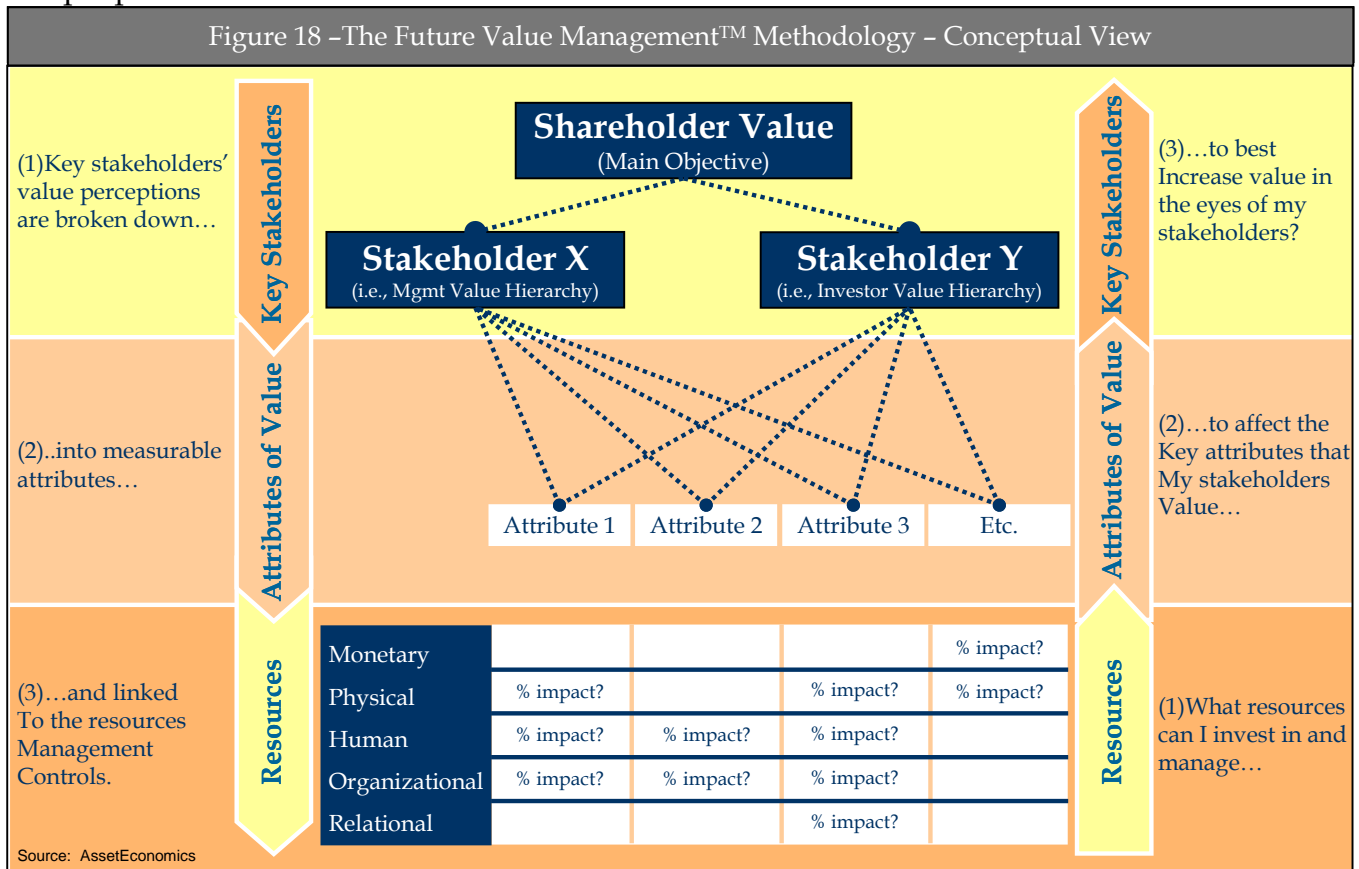 Figure 18 –The Future Value Management™ Methodology – Conceptual View
(1)Key stakeholders’
value perceptions
are broken down…
Key Stakeholders
Shareholder Value
(Main Objective)
Stakeholder X
(i.e., Mgmt Value Hierarchy)
Stakeholder Y
(i.e., Investor Value Hierarchy)
Key Stakeholders
(3)…to best
Increase value in
the eyes of my
stakeholders?
(2)..into measurable
attributes…
Attributes of Value
Attribute 1
Attribute 2
Attribute 3
Etc.
Attributes of Value
(2)…to affect the
Key attributes that
My stakeholders
Value…
(3)…and linked
To the resources
Management
Controls.
Resources
Monetary % impact?
Physical % impact? % impact? % impact?
Human % impact? % impact? % impact?
Organizational % impact? % impact? % impact?
Relational % impact?
Resources
(1)What resources
can I invest in and
manage…
Source: AssetEconomics